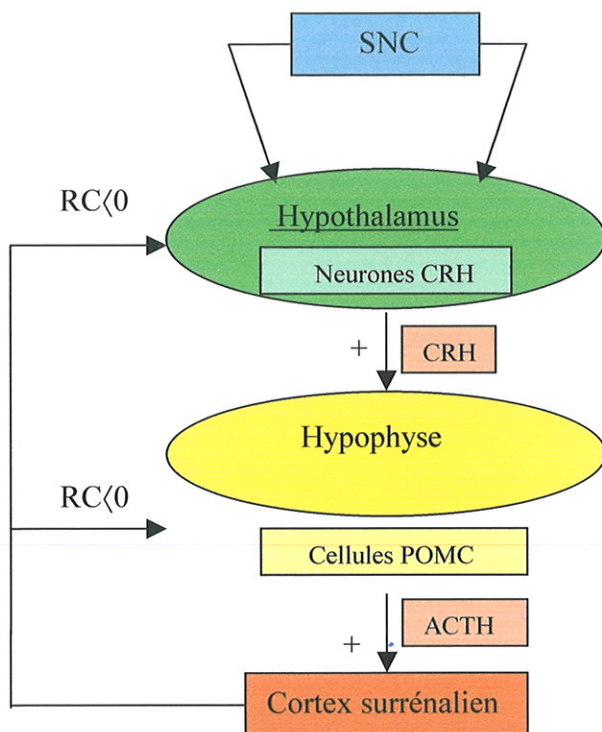 SNC
RC⟨0
Hypothalamus
Neurones CRH
+
CRH
Hypophyse
RC⟨0
Cellules POMC
+
ACTH
Cortex surrénalien